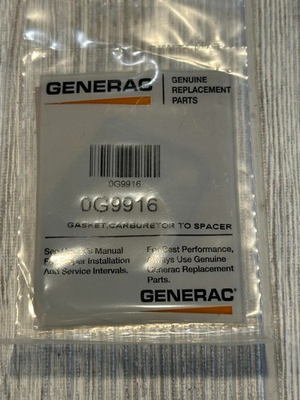 GENERAC
GENUINE
REPLACEMENT
PARTS
0G9916
0G9916
GASKET, CARBURETOR TO SPACER
Manual
Installation
And Service Intervals.
For Best Performance,
Always Use Genuine
Generac Replacement
Parts.
GENERAC®